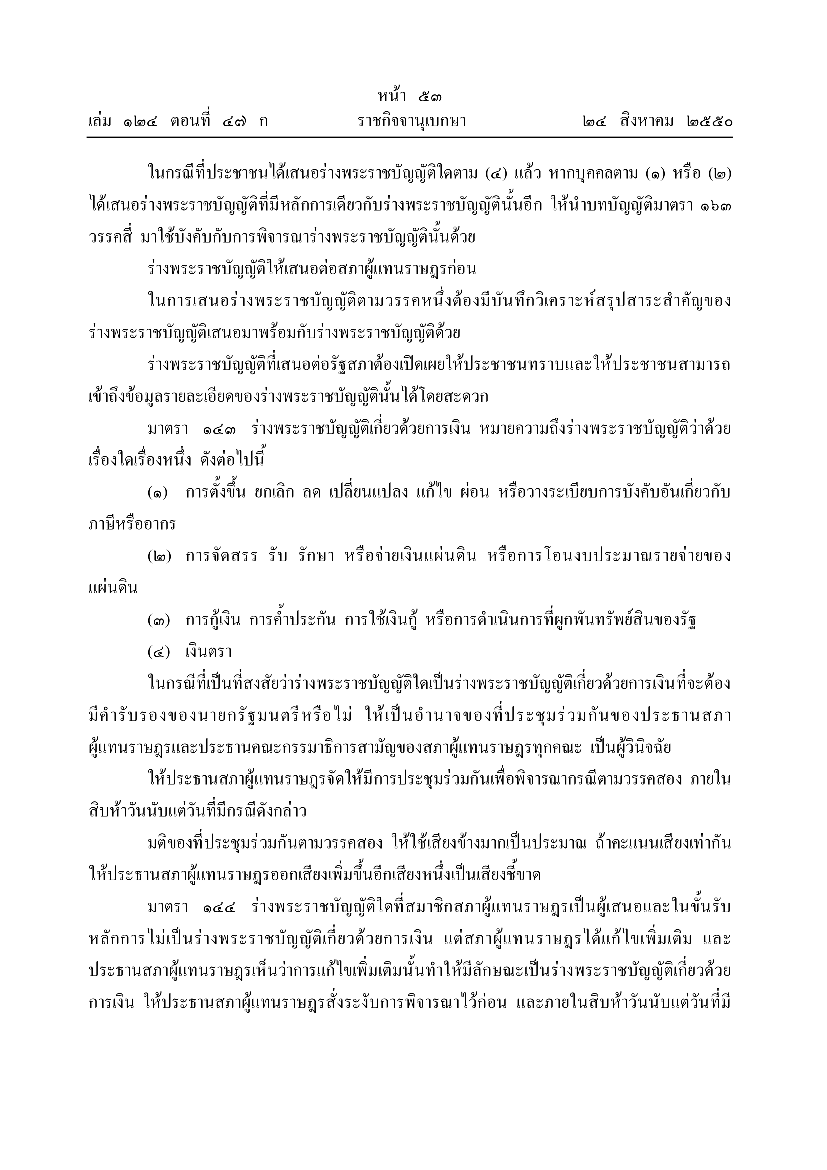 หน้า ๕๓
เล่ม ๑๒๔ ตอนที่ ๔๗ ก ราชกิจจานุเบกษา ๒๔ สิงหาคม ๒๕๕๐
ในกรณีที่ประชาชนได้เสนอร่างพระราชบัญญัติใดตาม (๔) แล้ว หากบุคคลตาม (๑) หรือ (๒)
ได้เสนอร่างพระราชบัญญัติที่มีหลักการเดียวกับร่างพระราชบัญญัตินั้นอีก ให้นำบทบัญญัติมาตรา ๑๖๓
วรรคสี่ มาใช้บังคับกับการพิจารณาร่างพระราชบัญญัตินั้นด้วย
ร่างพระราชบัญญัติให้เสนอต่อสภาผู้แทนราษฎรก่อน
ในการเสนอร่างพระราชบัญญัติตามวรรคหนึ่งต้องมีบันทึกวิเคราะห์สรุปสาระสำคัญของ
ร่างพระราชบัญญัติเสนอมาพร้อมกับร่างพระราชบัญญัติด้วย
ร่างพระราชบัญญัติที่เสนอต่อรัฐสภาต้องเปิดเผยให้ประชาชนทราบและให้ประชาชนสามารถ
เข้าถึงข้อมูลรายละเอียดของร่างพระราชบัญญัตินั้นได้โดยสะดวก
มาตรา ๑๔๓ ร่างพระราชบัญญัติเกี่ยวด้วยการเงิน หมายความถึงร่างพระราชบัญญัติว่าด้วย
เรื่องใดเรื่องหนึ่ง ดังต่อไปนี้
(๑) การตั้งขึ้น ยกเลิก ลด เปลี่ยนแปลง แก้ไข ผ่อน หรือวางระเบียบการบังคับอันเกี่ยวกับ
ภาษีหรืออากร
(๒) การจัดสรร รับ รักษา หรือจ่ายเงินแผ่นดิน หรือการโอนงบประมาณรายจ่ายของ
แผ่นดิน
(๓) การกู้เงิน การค้ำประกัน การใช้เงินกู้ หรือการดำเนินการที่ผูกพันทรัพย์สินของรัฐ
(๔) เงินตรา
ในกรณีที่เป็นที่สงสัยว่าร่างพระราชบัญญัติใดเป็นร่างพระราชบัญญัติเกี่ยวด้วยการเงินที่จะต้อง
มีคำรับรองของนายกรัฐมนตรีหรือไม่ ให้เป็นอำนาจของที่ประชุมร่วมกันของประธานสภา
ผู้แทนราษฎรและประธานคณะกรรมาธิการสามัญของสภาผู้แทนราษฎรทุกคณะ เป็นผู้วินิจฉัย
ให้ประธานสภาผู้แทนราษฎรจัดให้มีการประชุมร่วมกันเพื่อพิจารณากรณีตามวรรคสอง ภายใน
สิบห้าวันนับแต่วันที่มีกรณีดังกล่าว
มติของที่ประชุมร่วมกันตามวรรคสอง ให้ใช้เสียงข้างมากเป็นประมาณ ถ้าคะแนนเสียงเท่ากัน
ให้ประธานสภาผู้แทนราษฎรออกเสียงเพิ่มขึ้นอีกเสียงหนึ่งเป็นเสียงชี้ขาด
มาตรา ๑๔๔ ร่างพระราชบัญญัติใดที่สมาชิกสภาผู้แทนราษฎรเป็นผู้เสนอและในขั้นรับ
หลักการไม่เป็นร่างพระราชบัญญัติเกี่ยวด้วยการเงิน แต่สภาผู้แทนราษฎรได้แก้ไขเพิ่มเติม และ
ประธานสภาผู้แทนราษฎรเห็นว่าการแก้ไขเพิ่มเติมนั้นทำให้มีลักษณะเป็นร่างพระราชบัญญัติเกี่ยวด้วย
การเงิน ให้ประธานสภาผู้แทนราษฎรสั่งระงับการพิจารณาไว้ก่อน และภายในสิบห้าวันนับแต่วันที่มี